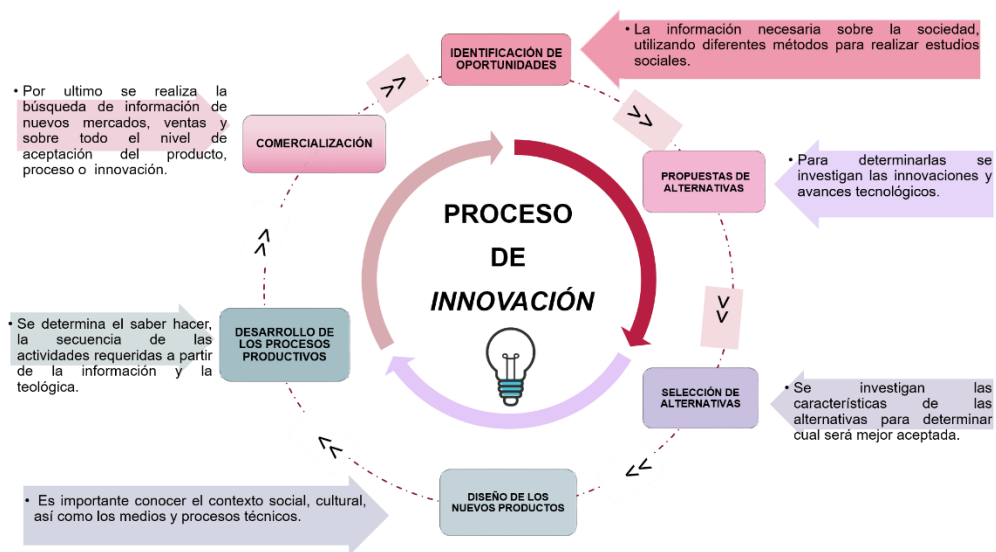 IDENTIFICACIÓN DE
OPORTUNIDADES
• La información necesaria sobre la sociedad,
utilizando diferentes métodos para realizar estudios
sociales.
PROPUESTAS DE
ALTERNATIVAS
• Para determinarlas se
investigan las innovaciones y
avances tecnológicos.
SELECCIÓN DE
ALTERNATIVAS
• Se investigan las
características de las
alternativas para determinar
cual será mejor aceptada.
DISEÑO DE LOS
NUEVOS PRODUCTOS
• Es importante conocer el contexto social, cultural,
así como los medios y procesos técnicos.
DESARROLLO DE
LOS PROCESOS
PRODUCTIVOS
• Se determina el saber hacer,
la secuencia de las
actividades requeridas a partir
de la información y la
teológica.
COMERCIALIZACIÓN
• Por ultimo se realiza la
búsqueda de información de
nuevos mercados, ventas y
sobre todo el nivel de
aceptación del producto,
proceso o innovación.
PROCESO
DE
INNOVACIÓN